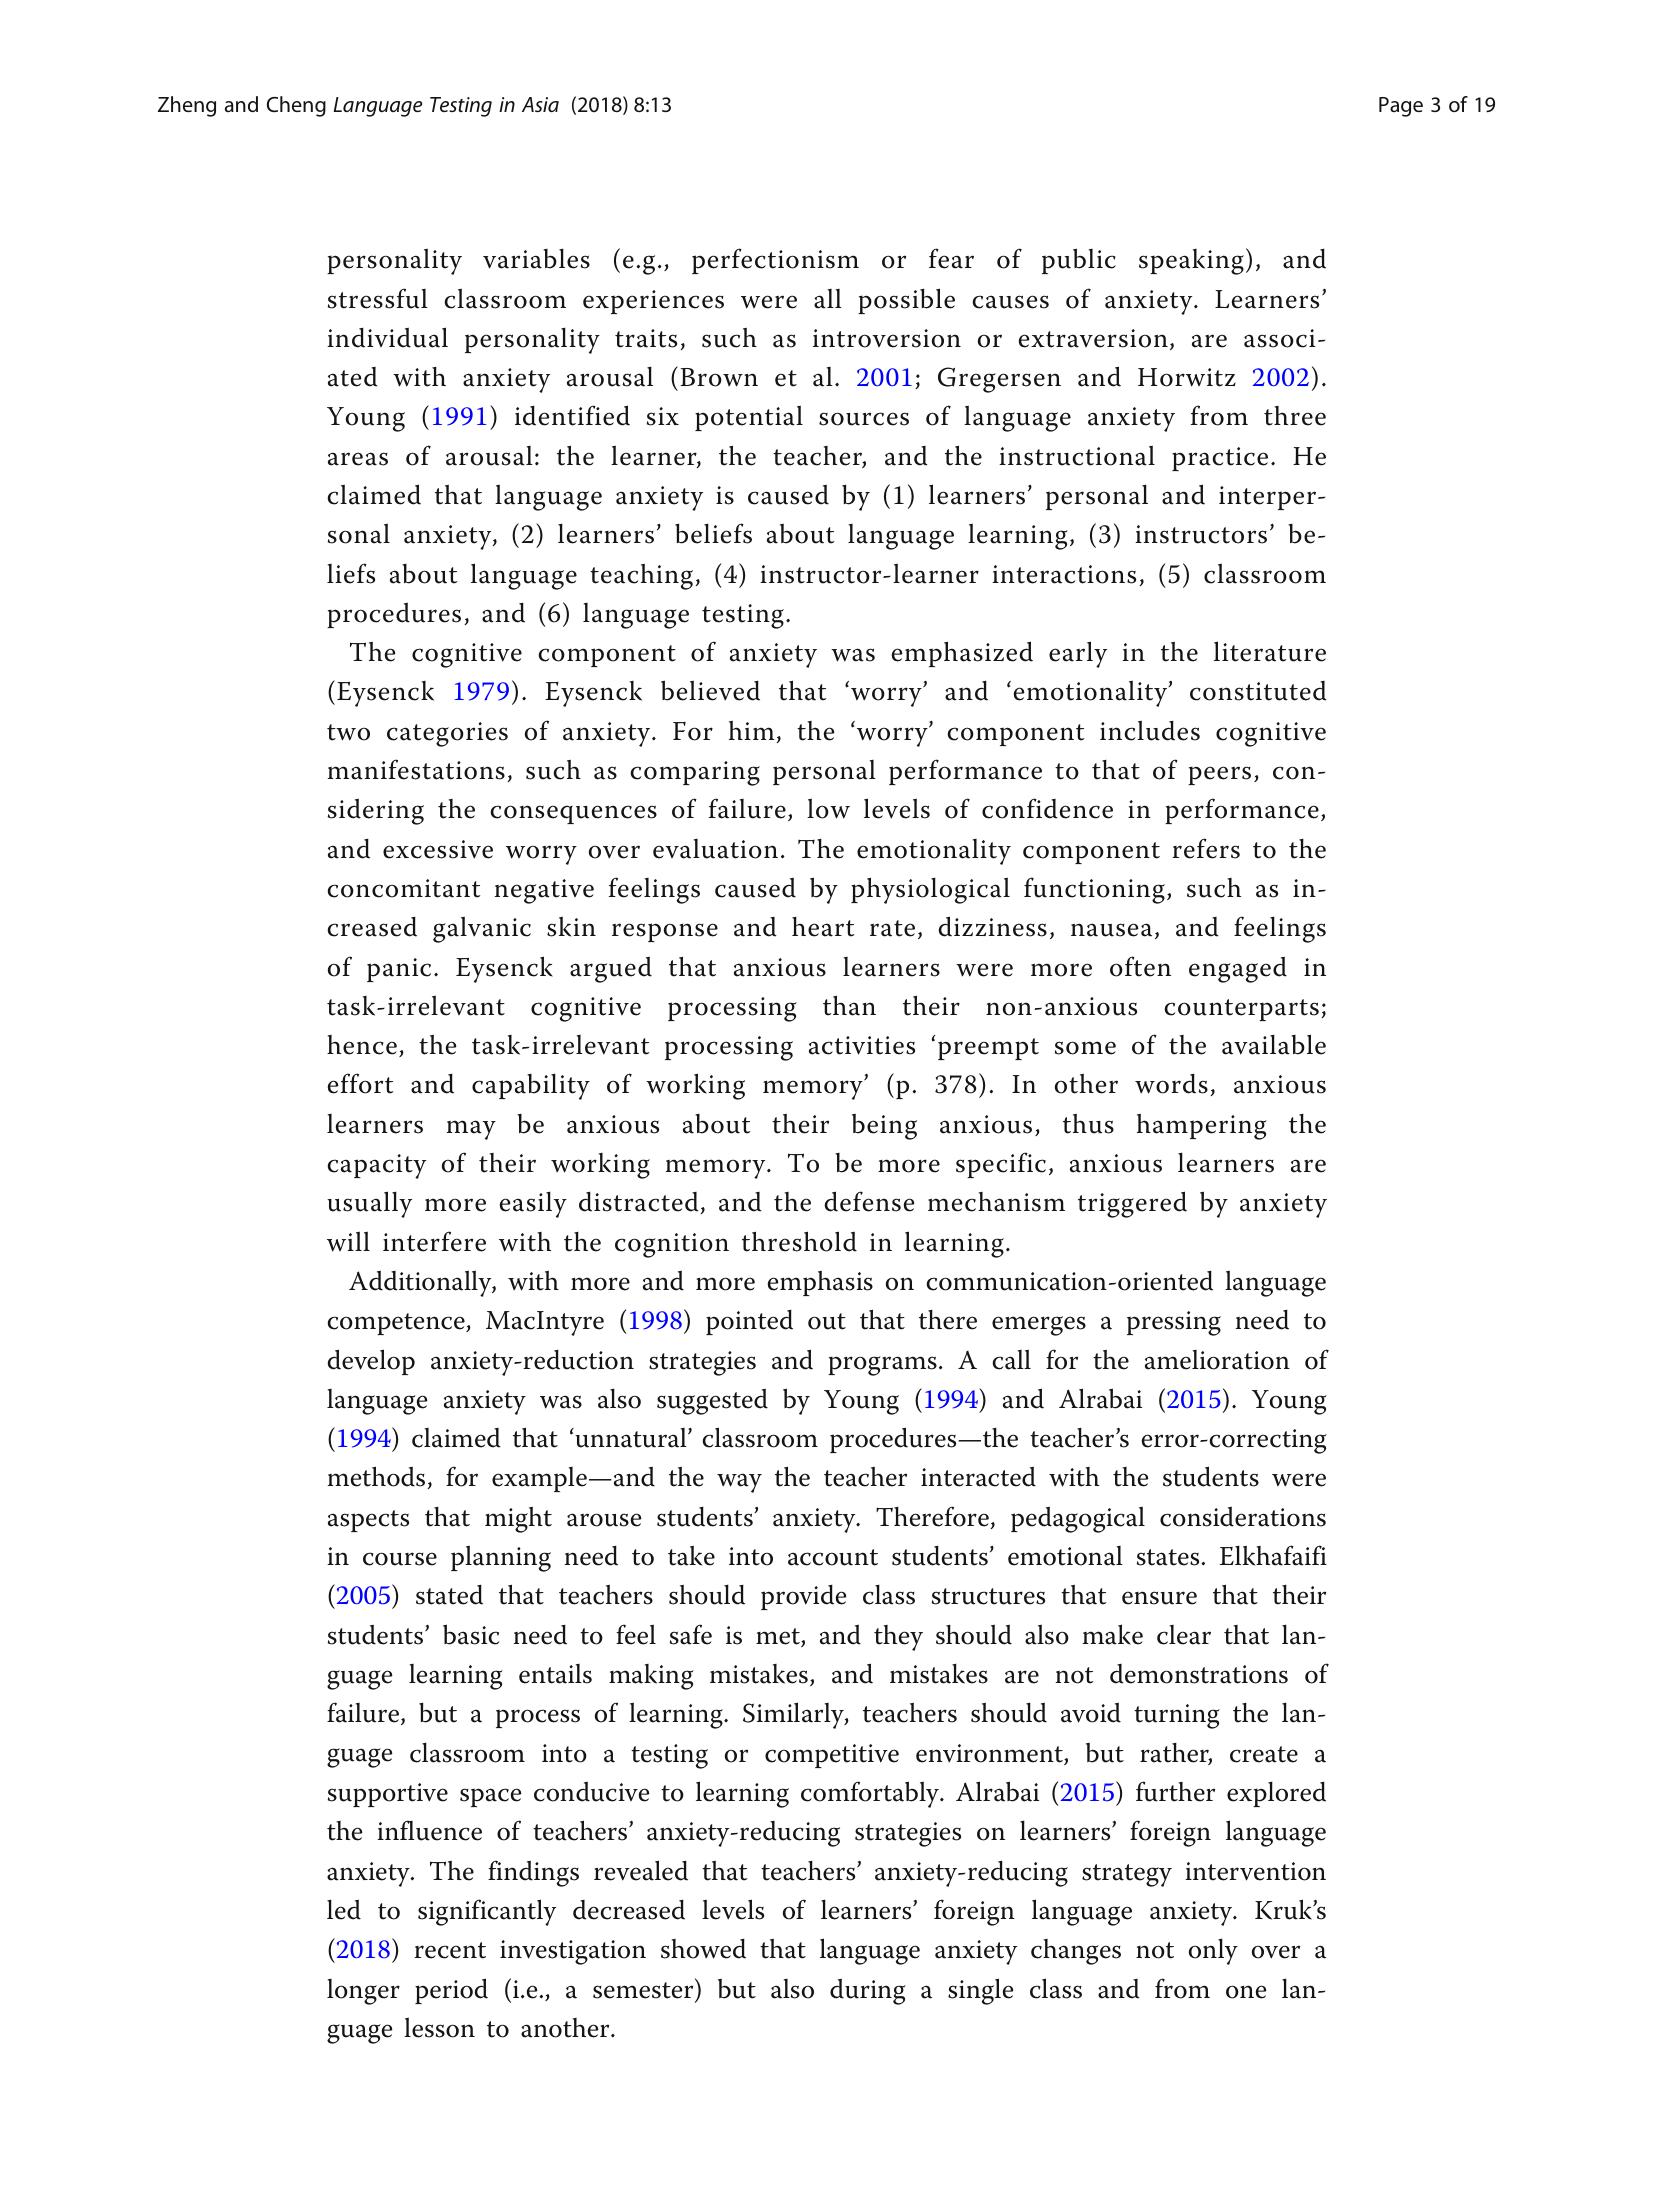 Zheng and Cheng Language Testing in Asia (2018) 8:13
Page 3 of 19
personality variables (e.g., perfectionism or fear of public speaking), and
stressful classroom experiences were all possible causes of anxiety. Learners’
individual personality traits, such as introversion or extraversion, are associ-
ated with anxiety arousal (Brown et al. 2001; Gregersen and Horwitz 2002).
Young (1991) identified six potential sources of language anxiety from three
areas of arousal: the learner, the teacher, and the instructional practice. He
claimed that language anxiety is caused by (1) learners’ personal and interper-
sonal anxiety, (2) learners’ beliefs about language learning, (3) instructors’ be-
liefs about language teaching, (4) instructor-learner interactions, (5) classroom
procedures, and (6) language testing.
The cognitive component of anxiety was emphasized early in the literature
(Eysenck 1979). Eysenck believed that ‘worry’ and ‘emotionality’ constituted
two categories of anxiety. For him, the ‘worry’ component includes cognitive
manifestations, such as comparing personal performance to that of peers, con-
sidering the consequences of failure, low levels of confidence in performance,
and excessive worry over evaluation. The emotionality component refers to the
concomitant negative feelings caused by physiological functioning, such as in-
creased galvanic skin response and heart rate, dizziness, nausea, and feelings
of panic. Eysenck argued that anxious learners were more often engaged in
task-irrelevant cognitive processing than their non-anxious counterparts;
hence, the task-irrelevant processing activities ‘preempt some of the available
effort and capability of working memory’ (p. 378). In other words, anxious
learners may be anxious about their being anxious, thus hampering the
capacity of their working memory. To be more specific, anxious learners are
usually more easily distracted, and the defense mechanism triggered by anxiety
will interfere with the cognition threshold in learning.
Additionally, with more and more emphasis on communication-oriented language
competence, MacIntyre (1998) pointed out that there emerges a pressing need to
develop anxiety-reduction strategies and programs. A call for the amelioration of
language anxiety was also suggested by Young (1994) and Alrabai (2015). Young
(1994) claimed that ‘unnatural’ classroom procedures—the teacher’s error-correcting
methods, for example—and the way the teacher interacted with the students were
aspects that might arouse students’ anxiety. Therefore, pedagogical considerations
in course planning need to take into account students’ emotional states. Elkhafaifi
(2005) stated that teachers should provide class structures that ensure that their
students’ basic need to feel safe is met, and they should also make clear that lan-
guage learning entails making mistakes, and mistakes are not demonstrations of
failure, but a process of learning. Similarly, teachers should avoid turning the lan-
guage classroom into a testing or competitive environment, but rather, create a
supportive space conducive to learning comfortably. Alrabai (2015) further explored
the influence of teachers’ anxiety-reducing strategies on learners’ foreign language
anxiety. The findings revealed that teachers’ anxiety-reducing strategy intervention
led to significantly decreased levels of learners’ foreign language anxiety. Kruk’s
(2018) recent investigation showed that language anxiety changes not only over a
longer period (i.e., a semester) but also during a single class and from one lan-
guage lesson to another.